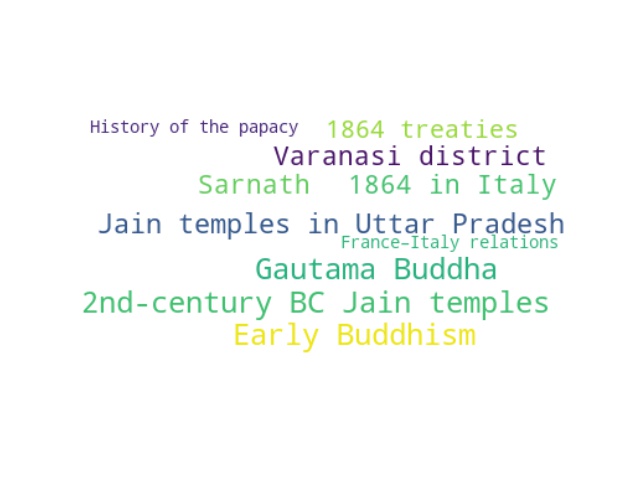 History of the papacy 1864 treaties
Varanasi district
Sarnath 1864 in Italy
Jain temples in Uttar Pradesh
France–Italy relations
Gautama Buddha
2nd-century BC Jain temples
Early Buddhism